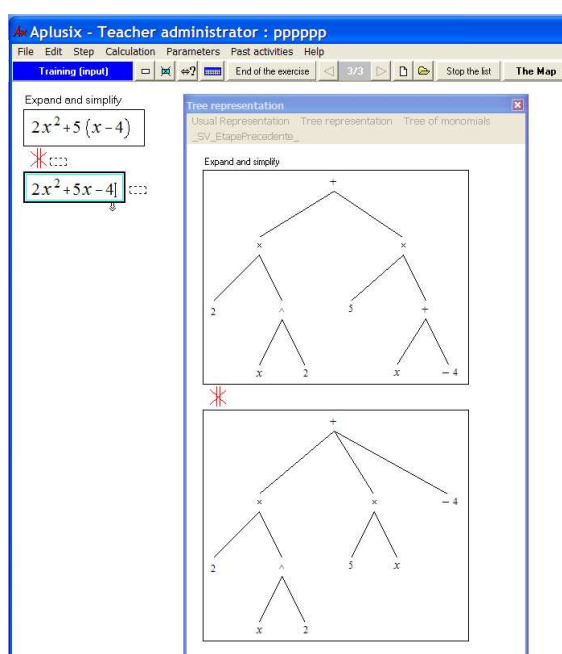 Aplusix - Teacher administrator : pppppp
File Edit Step Calculation Parameters Past activities Help
Training (input) ⇔? End of the exercise 3/3 Stop the list The Map
Expand and simplify
2x²+5(x−4)
2x²+5x−4
Tree representation
Usual Representation Tree representation Tree of monomials
_SV_EtapePrecedente_
Expand and simplify
+
× ×
2 ^ 5 +
x 2 x −4
+
× × −4
2 ^ 5 x
x 2